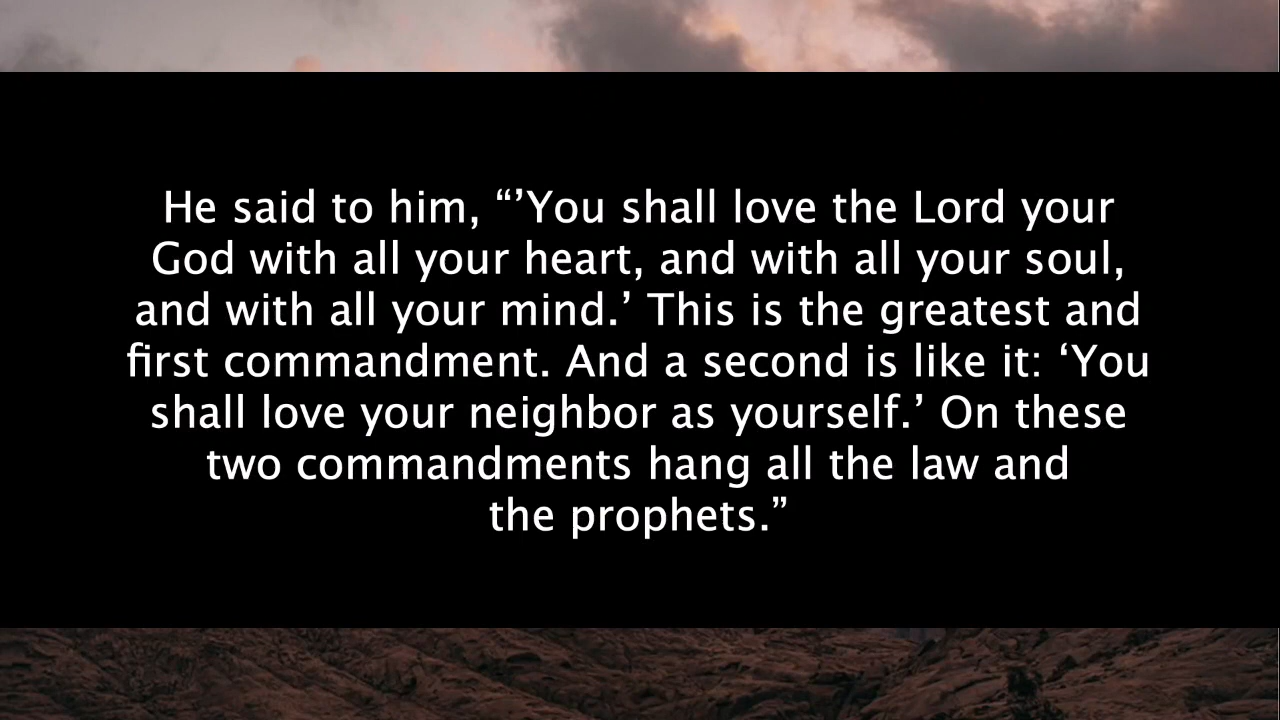 He said to him, “’You shall love the Lord your
God with all your heart, and with all your soul,
and with all your mind.’ This is the greatest and
first commandment. And a second is like it: ‘You
shall love your neighbor as yourself.’ On these
two commandments hang all the law and
the prophets.”